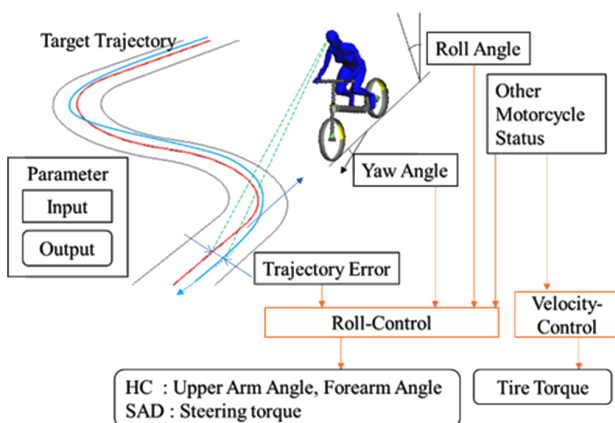 Target Trajectory
Roll Angle
Other
Motorcycle
Status
Parameter
Input
Output
Yaw Angle
Trajectory Error
Roll-Control
Velocity-
Control
HC : Upper Arm Angle, Forearm Angle
SAD : Steering torque
Tire Torque